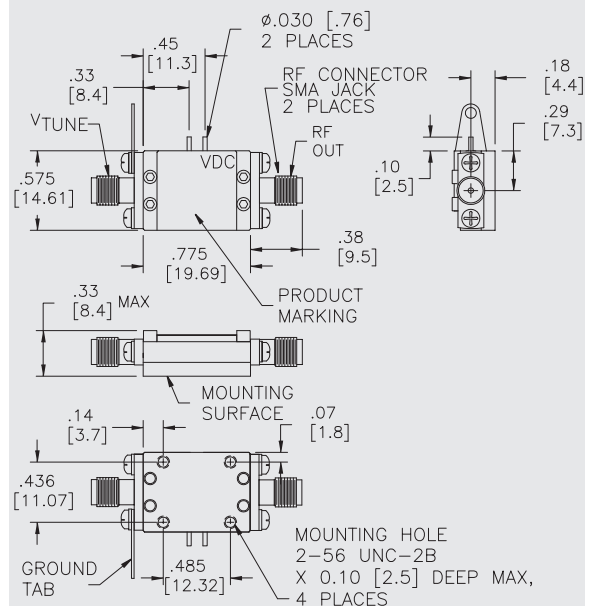 Ø.030 [.76]
2 PLACES
.45
[11.3]
.33
[8.4]
RF CONNECTOR
SMA JACK
2 PLACES
.18
[4.4]
.29
[7.3]
VTUNE
VDC
RF
OUT
.10
[2.5]
.575
[14.61]
.775
[19.69]
.38
[9.5]
PRODUCT
MARKING
.33
[8.4] MAX
MOUNTING
SURFACE
.14
[3.7]
.07
[1.8]
.436
[11.07]
GROUND
TAB
.485
[12.32]
MOUNTING HOLE
2-56 UNC-2B
X 0.10 [2.5] DEEP MAX,
4 PLACES